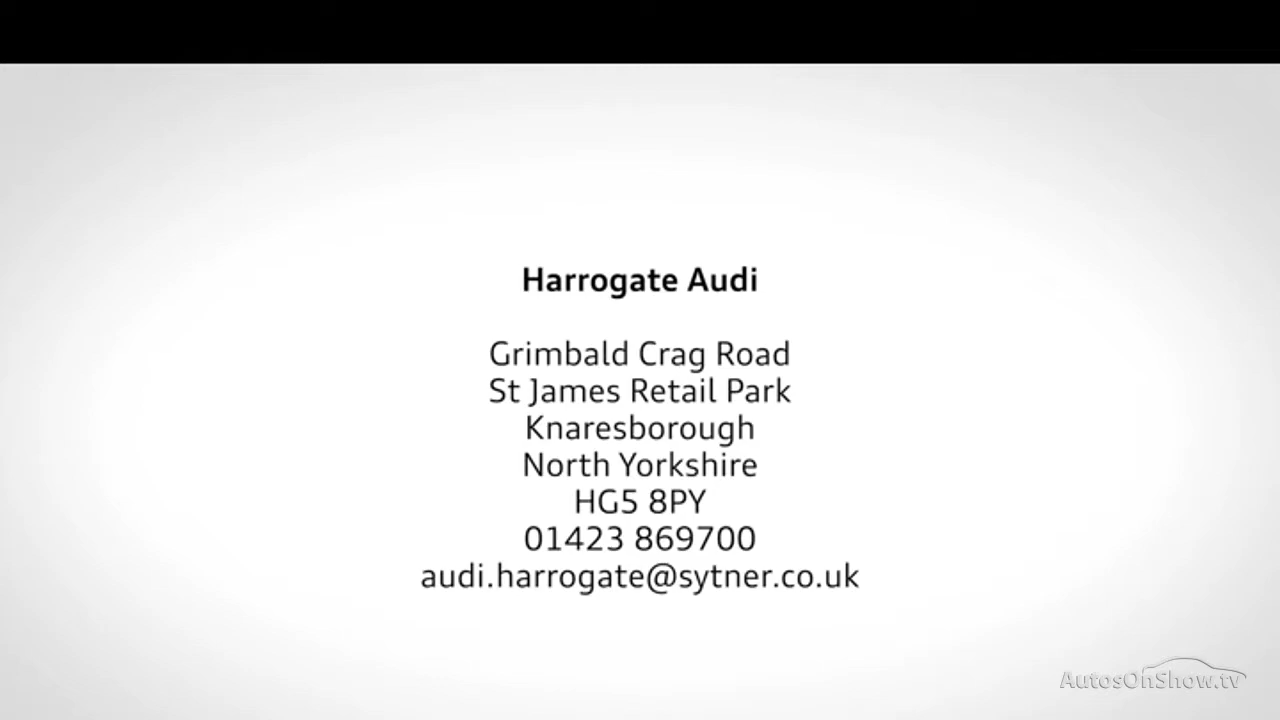 Harrogate Audi
Grimbald Crag Road
St James Retail Park
Knaresborough
North Yorkshire
HG5 8PY
01423 869700
audi.harrogate@sytner.co.uk
AutosOnShow.tv